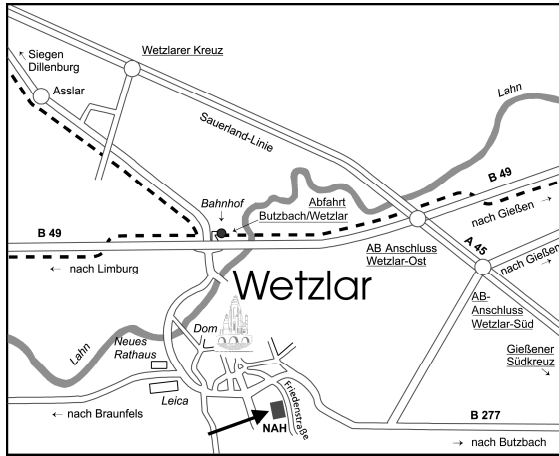 Siegen
Dillenburg
Wetzlarer Kreuz
Asslar
Sauerland-Linie
Lahn
B 49
nach Gießen →
Bahnhof
↓
Abfahrt
Butzbach/Wetzlar
B 49
← nach Limburg
AB Anschluss
Wetzlar-Ost
A 45
nach Gießen
→
Wetzlar
AB-
Anschluss
Wetzlar-Süd
Gießener
Südkreuz
Dom
Neues
Rathaus
Lahn
Leica
Friedenstraße
NAH
← nach Braunfels
B 277
→ nach Butzbach